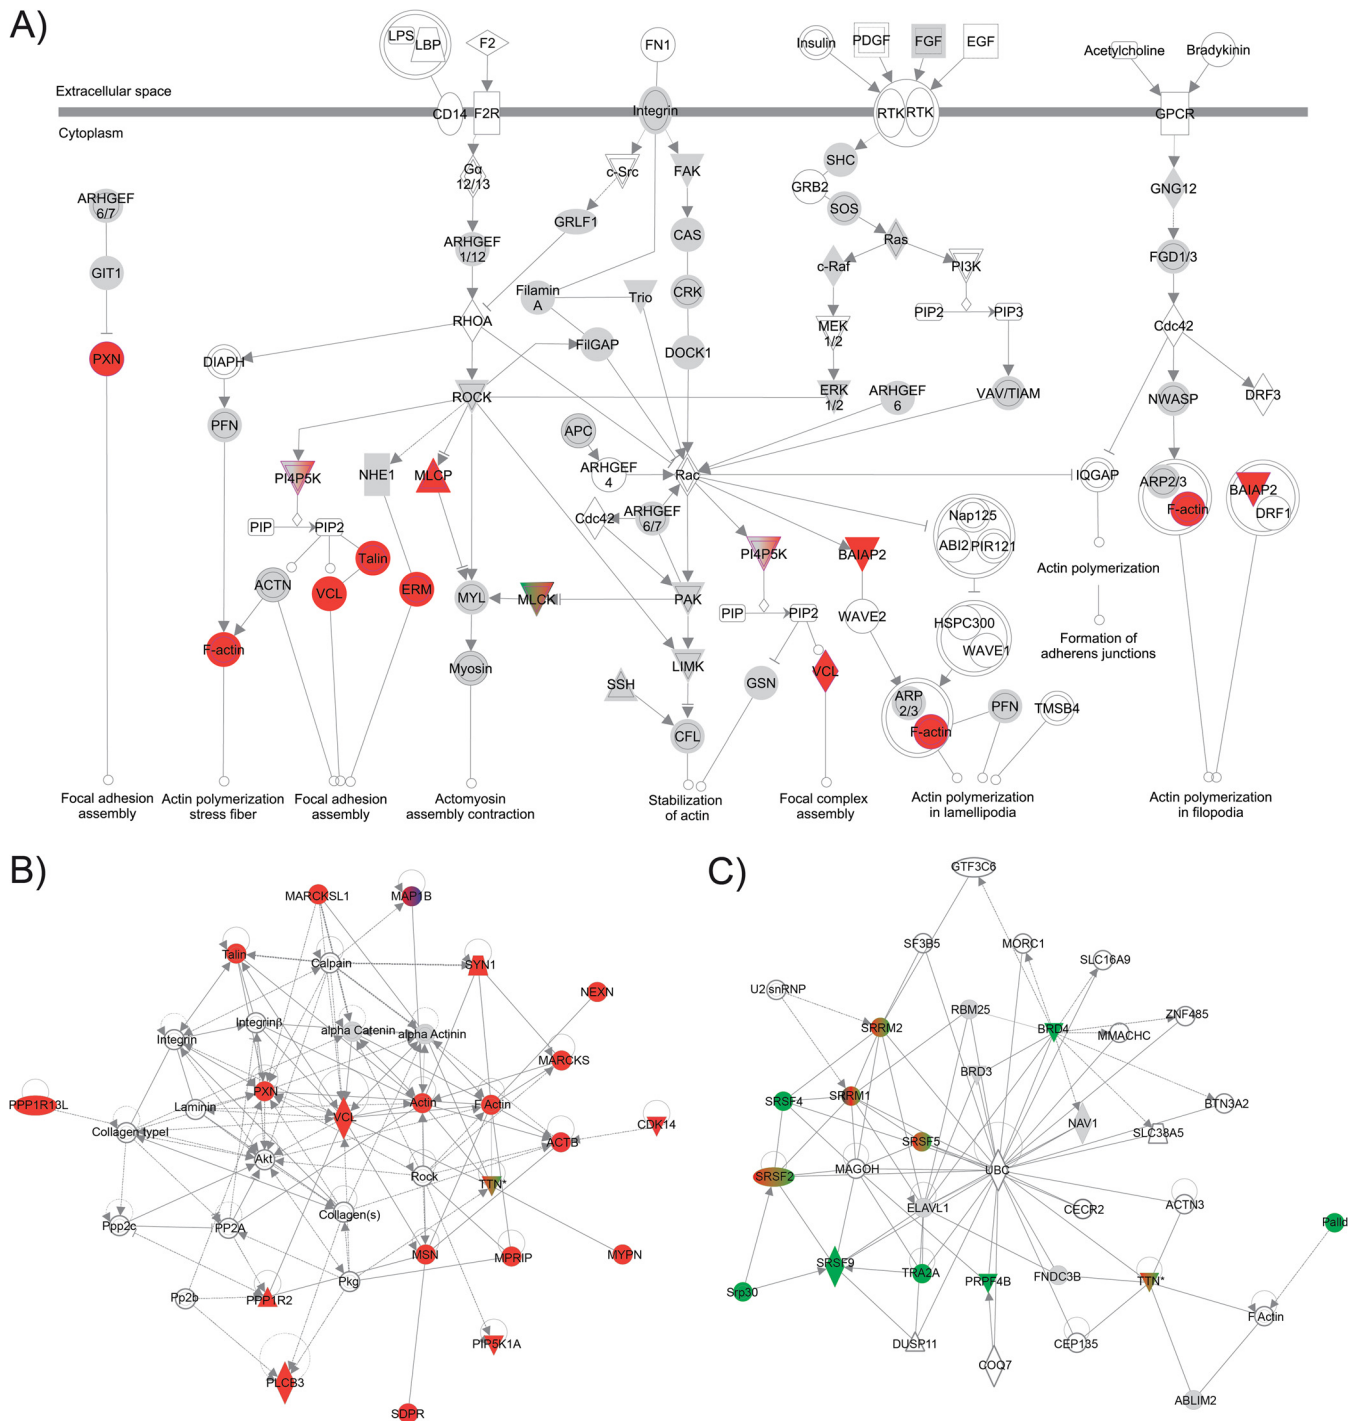 A)
LPS
LBP
F2
FN1
Insulin
PDGF
FGF
EGF
Acetylcholine
Bradykinin
Extracellular space
CD14
F2R
Integrin
RTK
RTK
GPCR
Cytoplasm
Gα
12/13
c-Src
FAK
SHC
GRB2
SOS
GNG12
ARHGEF
6/7
GRLF1
ARHGEF
1/12
CAS
Ras
c-Raf
PI3K
FGD1/3
GIT1
Filamin
A
Trio
CRK
PIP2
PIP3
RHOA
MEK
1/2
Cdc42
PXN
DIAPH
FilGAP
DOCK1
ROCK
ERK
1/2
ARHGEF
6
VAV/TIAM
NWASP
DRF3
PFN
APC
PI4P5K
NHE1
MLCP
ARHGEF
4
Rac
IQGAP
ARP2/3
F-actin
BAIAP2
DRF1
PIP
PIP2
Cdc42
ARHGEF
6/7
Nap125
ABI2
PIR121
Talin
PI4P5K
BAIAP2
Actin polymerization
ACTN
VCL
ERM
MYL
MLCK
PAK
PIP
PIP2
WAVE2
HSPC300
WAVE1
Formation of
adherens junctions
F-actin
Myosin
SSH
LIMK
GSN
VCL
ARP
2/3
F-actin
PFN
TMSB4
CFL
Focal adhesion
assembly
Actin polymerization
stress fiber
Focal adhesion
assembly
Actomyosin
assembly contraction
Stabilization
of actin
Focal complex
assembly
Actin polymerization
in lamellipodia
Actin polymerization
in filopodia
B)
MARCKSL1
MAP1B
Talin
Calpain
SYN1
NEXN
Integrinβ
Integrin
alpha Catenin
alpha Actinin
MARCKS
PXN
PPP1R13L
Laminin
VCL
Actin
F Actin
CDK14
Collagen typeI
ACTB
Akt
Rock
TTN*
Ppp2c
PP2A
Collagen(s)
MSN
MPRIP
MYPN
Pkg
Pp2b
PPP1R2
PIP5K1A
PLCB3
SDPR
C)
GTF3C6
SF3B5
MORC1
SLC16A9
U2 snRNP
RBM25
ZNF485
SRRM2
BRD4
MMACHC
BRD3
SRSF4
SRRM1
BTN3A2
NAV1
SLC38A5
SRSF5
SRSF2
MAGOH
UBC
ELAVL1
CECR2
ACTN3
Palld
SRSF9
TRA2A
PRPF4B
FNDC3B
TTN*
Srp30
F Actin
DUSP11
COQ7
CEP135
ABLIM2